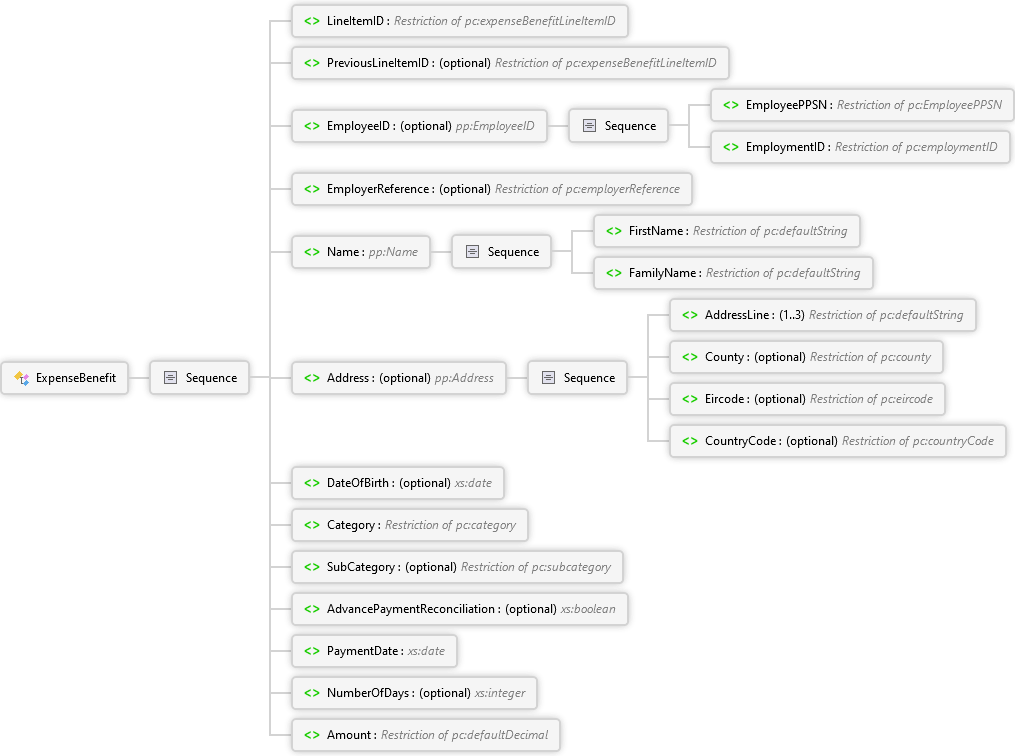 <> LineItemID : Restriction of pc:expenseBenefitLineItemID
<> PreviousLineItemID : (optional) Restriction of pc:expenseBenefitLineItemID
<> EmployeeID : (optional) pp:EmployeeID
Sequence
<> EmployeePPSN : Restriction of pc:EmployeePPSN
<> EmploymentID : Restriction of pc:employmentID
<> EmployerReference : (optional) Restriction of pc:employerReference
<> Name : pp:Name
Sequence
<> FirstName : Restriction of pc:defaultString
<> FamilyName : Restriction of pc:defaultString
ExpenseBenefit
Sequence
<> Address : (optional) pp:Address
Sequence
<> AddressLine : (1..3) Restriction of pc:defaultString
<> County : (optional) Restriction of pc:county
<> Eircode : (optional) Restriction of pc:eircode
<> CountryCode : (optional) Restriction of pc:countryCode
<> DateOfBirth : (optional) xs:date
<> Category : Restriction of pc:category
<> SubCategory : (optional) Restriction of pc:subcategory
<> AdvancePaymentReconciliation : (optional) xs:boolean
<> PaymentDate : xs:date
<> NumberOfDays : (optional) xs:integer
<> Amount : Restriction of pc:defaultDecimal